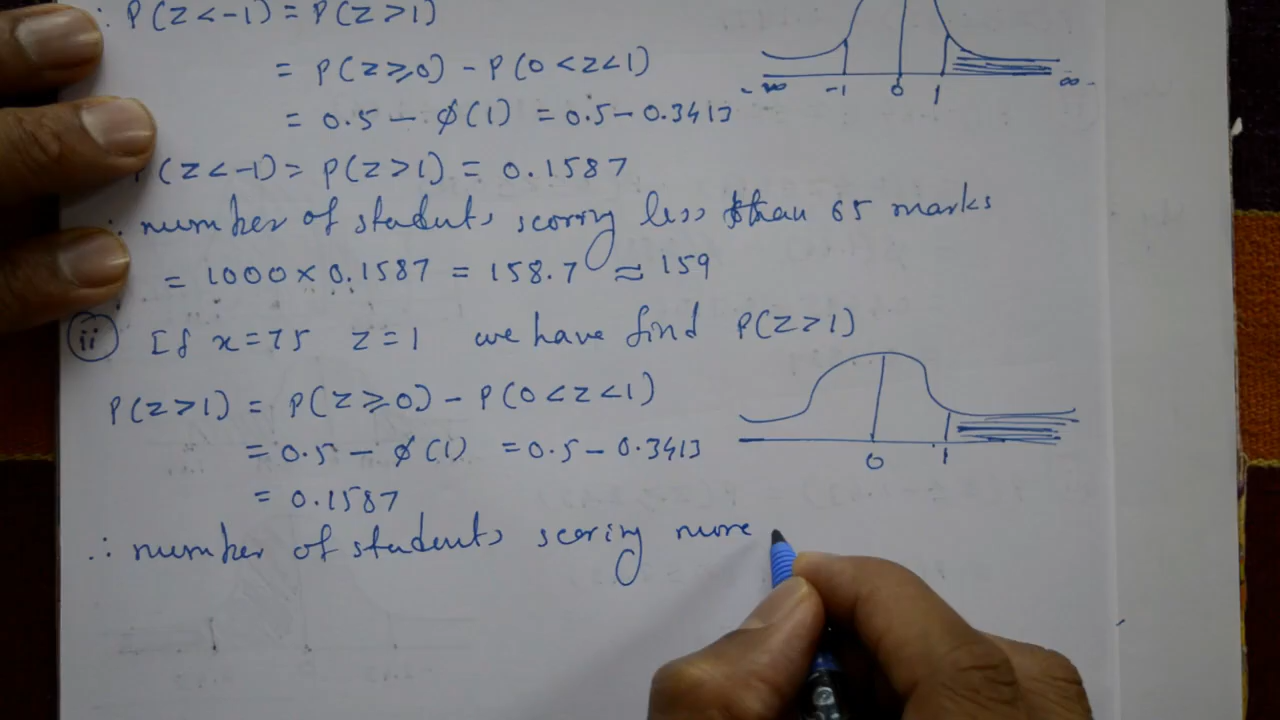 ∴ P(Z<-1) = P(Z>1)
= P(Z⩾0) - P(0<Z<1)
= 0.5 - φ(1) = 0.5 - 0.3413
-∞ -1 0 1 ∞
P(Z<-1) = P(Z>1) = 0.1587
∴ number of students scoring less than 65 marks
= 1000 × 0.1587 = 158.7 ≈ 159
ii If x=75 z=1 we have find P(Z>1)
P(Z>1) = P(Z⩾0) - P(0<Z<1)
= 0.5 - φ(1) = 0.5 - 0.3413
0 1
= 0.1587
∴ number of students scoring more